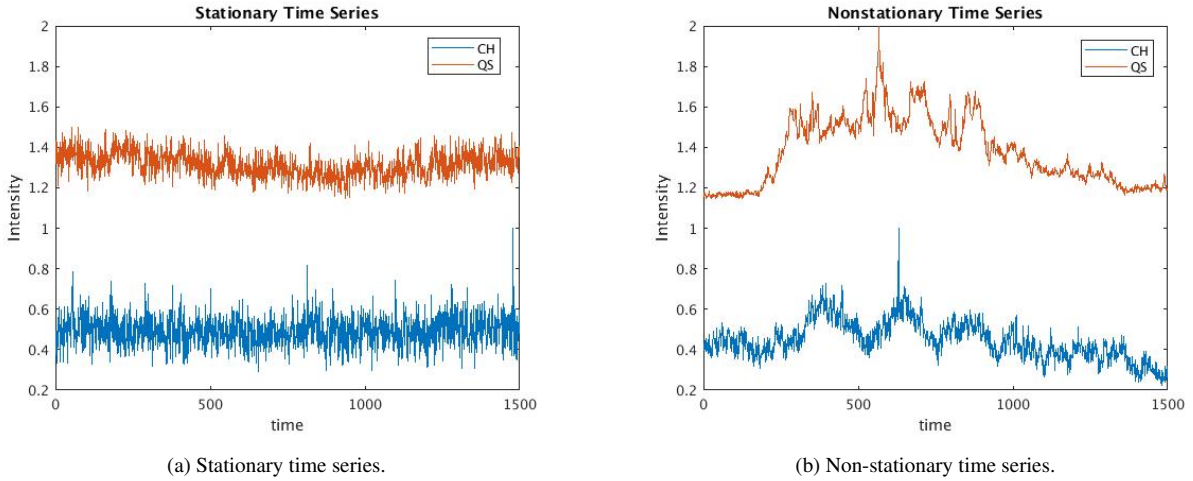 Stationary Time Series
2
1.8
1.6
1.4
1.2
1
0.8
0.6
0.4
0.2
Intensity
CH
QS
0 500 1000 1500
time
(a) Stationary time series.
Nonstationary Time Series
2
1.8
1.6
1.4
1.2
1
0.8
0.6
0.4
0.2
Intensity
CH
QS
0 500 1000 1500
time
(b) Non-stationary time series.